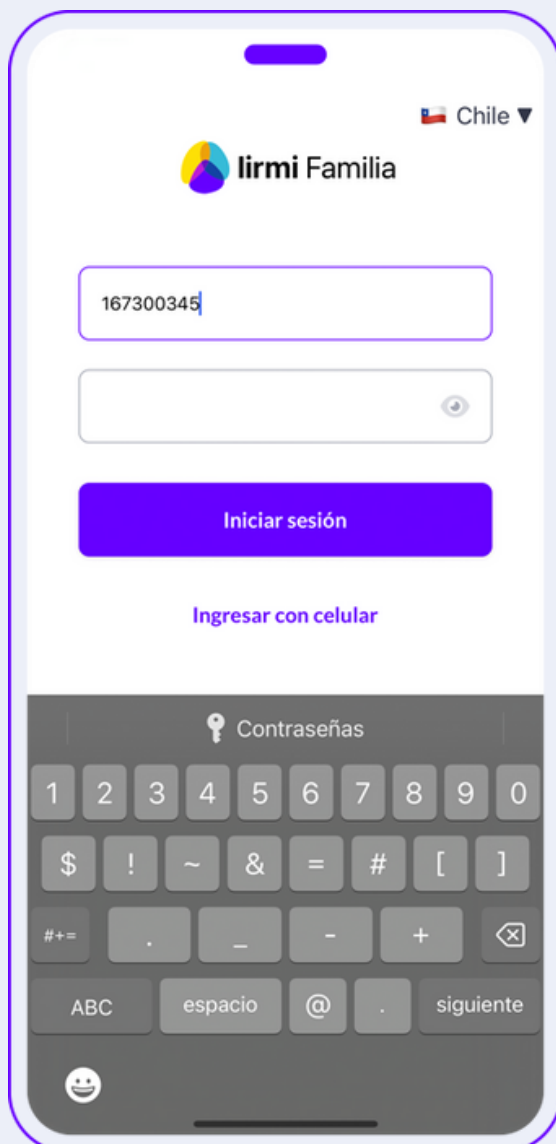 Chile ▼
lirmi Familia
167300345
Iniciar sesión
Ingresar con celular
Contraseñas
1 2 3 4 5 6 7 8 9 0
$ ! ~ & = # [ ]
#+= . _ - +
ABC espacio @ . siguiente